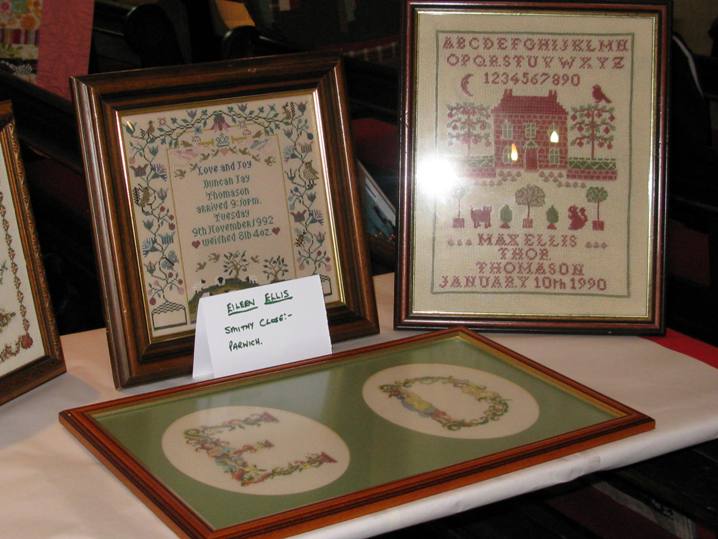 Love and Joy
Duncan Jay
Thomason
arrived 9:10pm.
Tuesday
9th November 1992
weighed 8lb 4oz.
ABCDEFGHIJKLMN
OPQRSTUVWXYZ
1234567890
MAX ELLIS
THOR
THOMASON
JANUARY 10th 1990
EILEEN ELLIS
SMITHY CLOSE:-
PARWICH.
E O